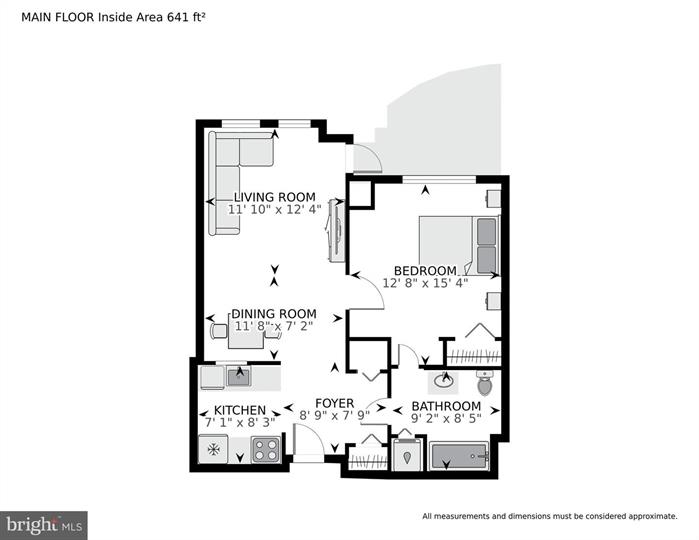 MAIN FLOOR Inside Area 641 ft²
LIVING ROOM
11' 10" x 12' 4"
BEDROOM
12' 8" x 15' 4"
DINING ROOM
11' 8" x 7' 2"
KITCHEN
7' 1" x 8' 3"
FOYER
8' 9" x 7' 9"
BATHROOM
9' 2" x 8' 5"
bright MLS
All measurements and dimensions must be considered approximate.